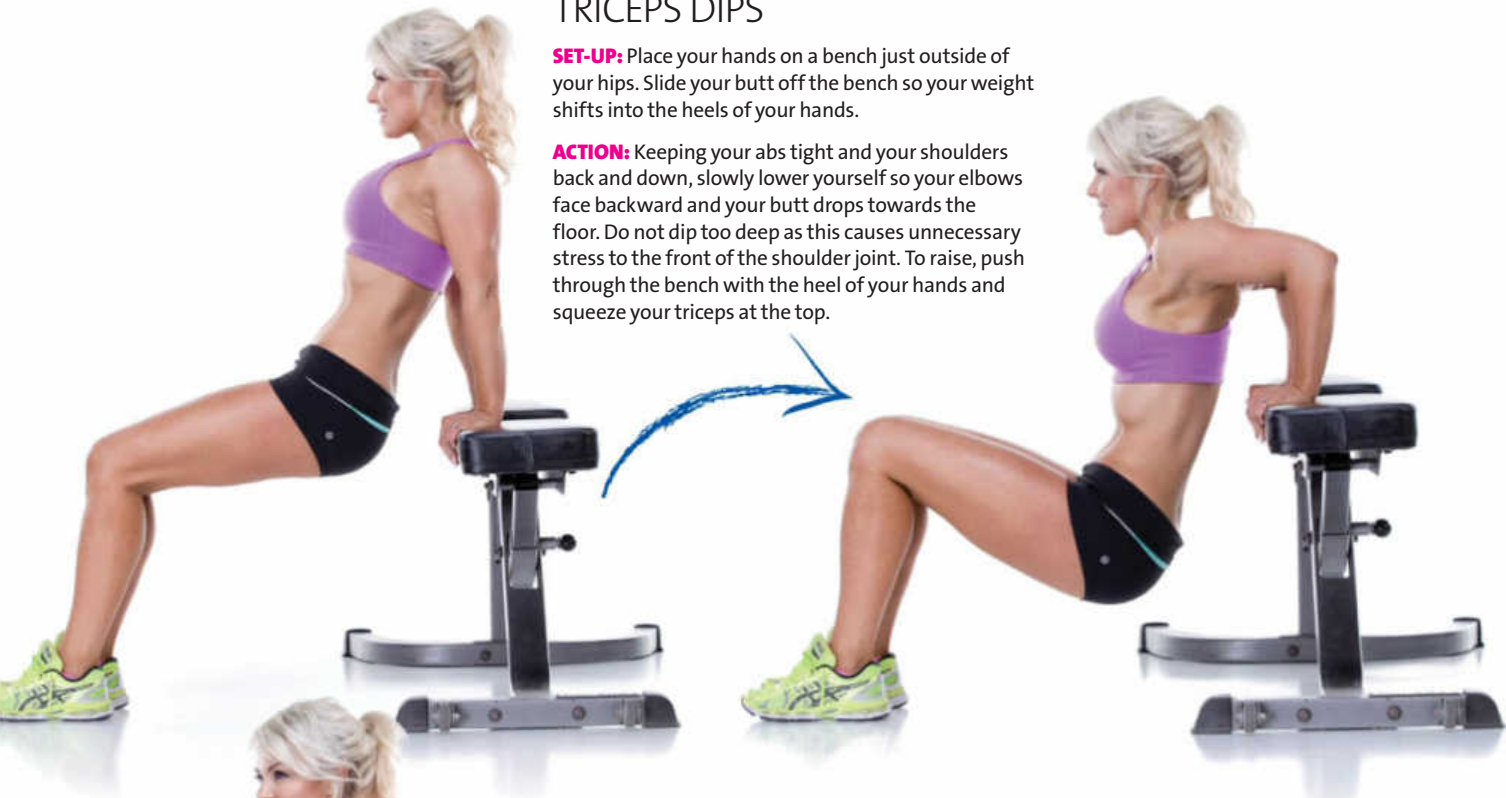 TRICEPS DIPS
SET-UP: Place your hands on a bench just outside of
your hips. Slide your butt off the bench so your weight
shifts into the heels of your hands.
ACTION: Keeping your abs tight and your shoulders
back and down, slowly lower yourself so your elbows
face backward and your butt drops towards the
floor. Do not dip too deep as this causes unnecessary
stress to the front of the shoulder joint. To raise, push
through the bench with the heel of your hands and
squeeze your triceps at the top.